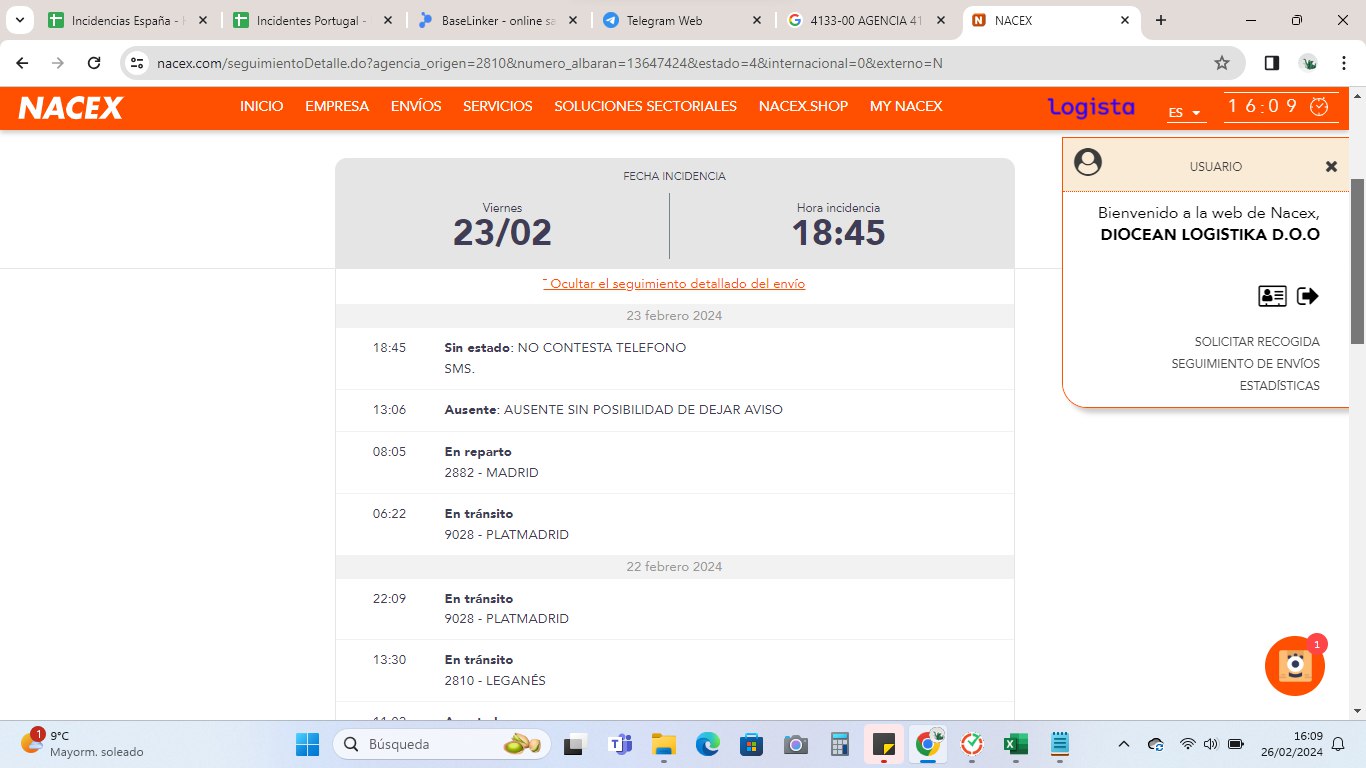 Incidencias España - H
Incidentes Portugal -
BaseLinker - online sa
Telegram Web
4133-00 AGENCIA 41
NACEX
nacex.com/seguimientoDetalle.do?agencia_origen=2810&numero_albaran=13647424&estado=4&internacional=0&externo=N
NACEX
INICIO
EMPRESA
ENVÍOS
SERVICIOS
SOLUCIONES SECTORIALES
NACEX.SHOP
MY NACEX
logista
ES
16:09
USUARIO
Bienvenido a la web de Nacex,
DIOCEAN LOGISTIKA D.O.O
SOLICITAR RECOGIDA
SEGUIMIENTO DE ENVÍOS
ESTADÍSTICAS
FECHA INCIDENCIA
Viernes
23/02
Hora incidencia
18:45
Ocultar el seguimiento detallado del envío
23 febrero 2024
18:45 Sin estado: NO CONTESTA TELEFONO
SMS.
13:06 Ausente: AUSENTE SIN POSIBILIDAD DE DEJAR AVISO
08:05 En reparto
2882 - MADRID
06:22 En tránsito
9028 - PLATMADRID
22 febrero 2024
22:09 En tránsito
9028 - PLATMADRID
13:30 En tránsito
2810 - LEGANÉS
1
1
9°C
Mayorm. soleado
Búsqueda
16:09
26/02/2024